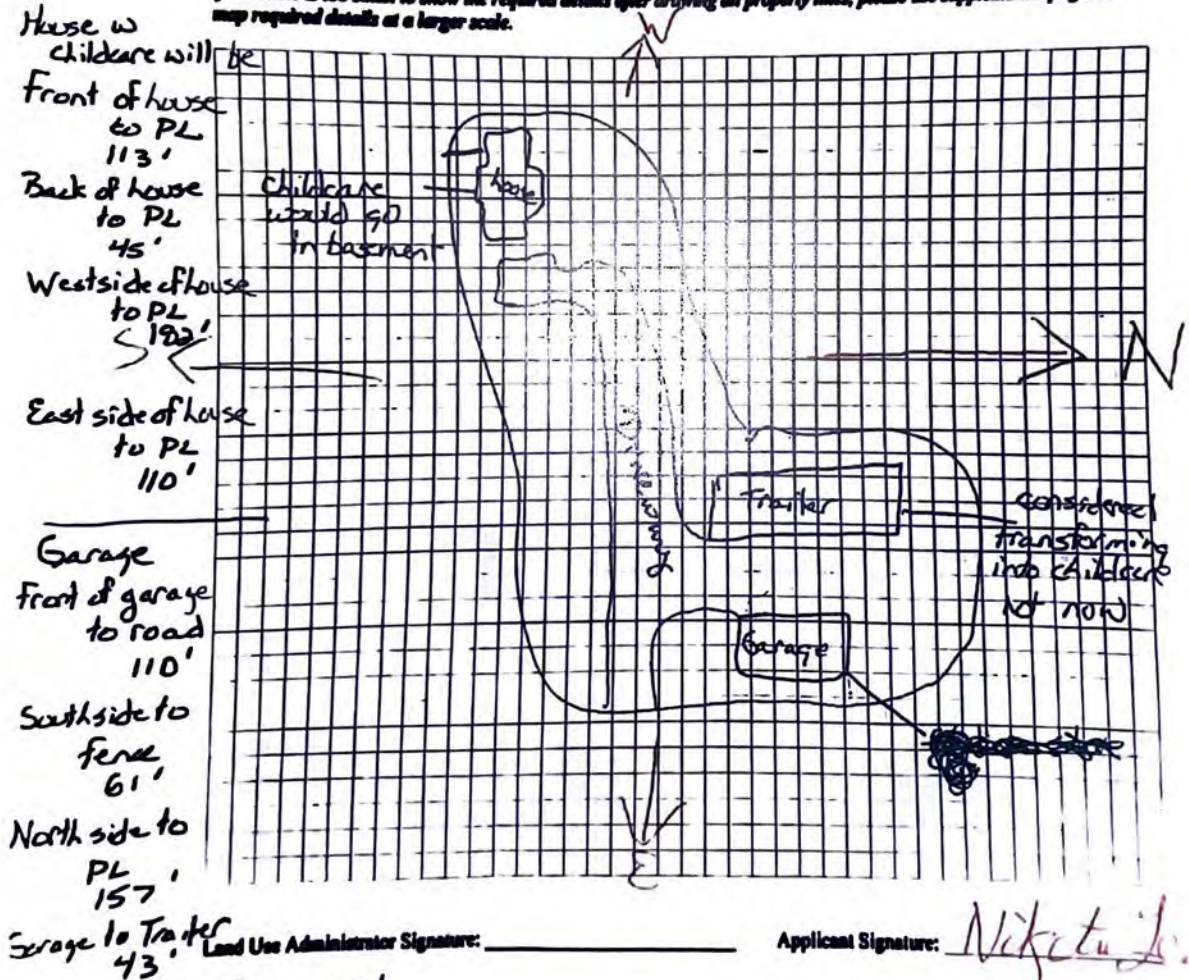 map required details at a larger scale.
House w
childcare will be
Front of house
to PL
113'
Back of house
to PL
45'
Westside of house
to PL
182'
East side of house
to PL
110'
Garage
Front of garage
to road
110'
Southside to
fence
61'
North side to
PL
157'
Garage to Trailer
43'
W
S
N
E
house
childcare
would go
in basement
Driveway
Trailer
considered
transforming
into childcare
not now
Garage
Land Use Administrator Signature:
Applicant Signature: Nikita